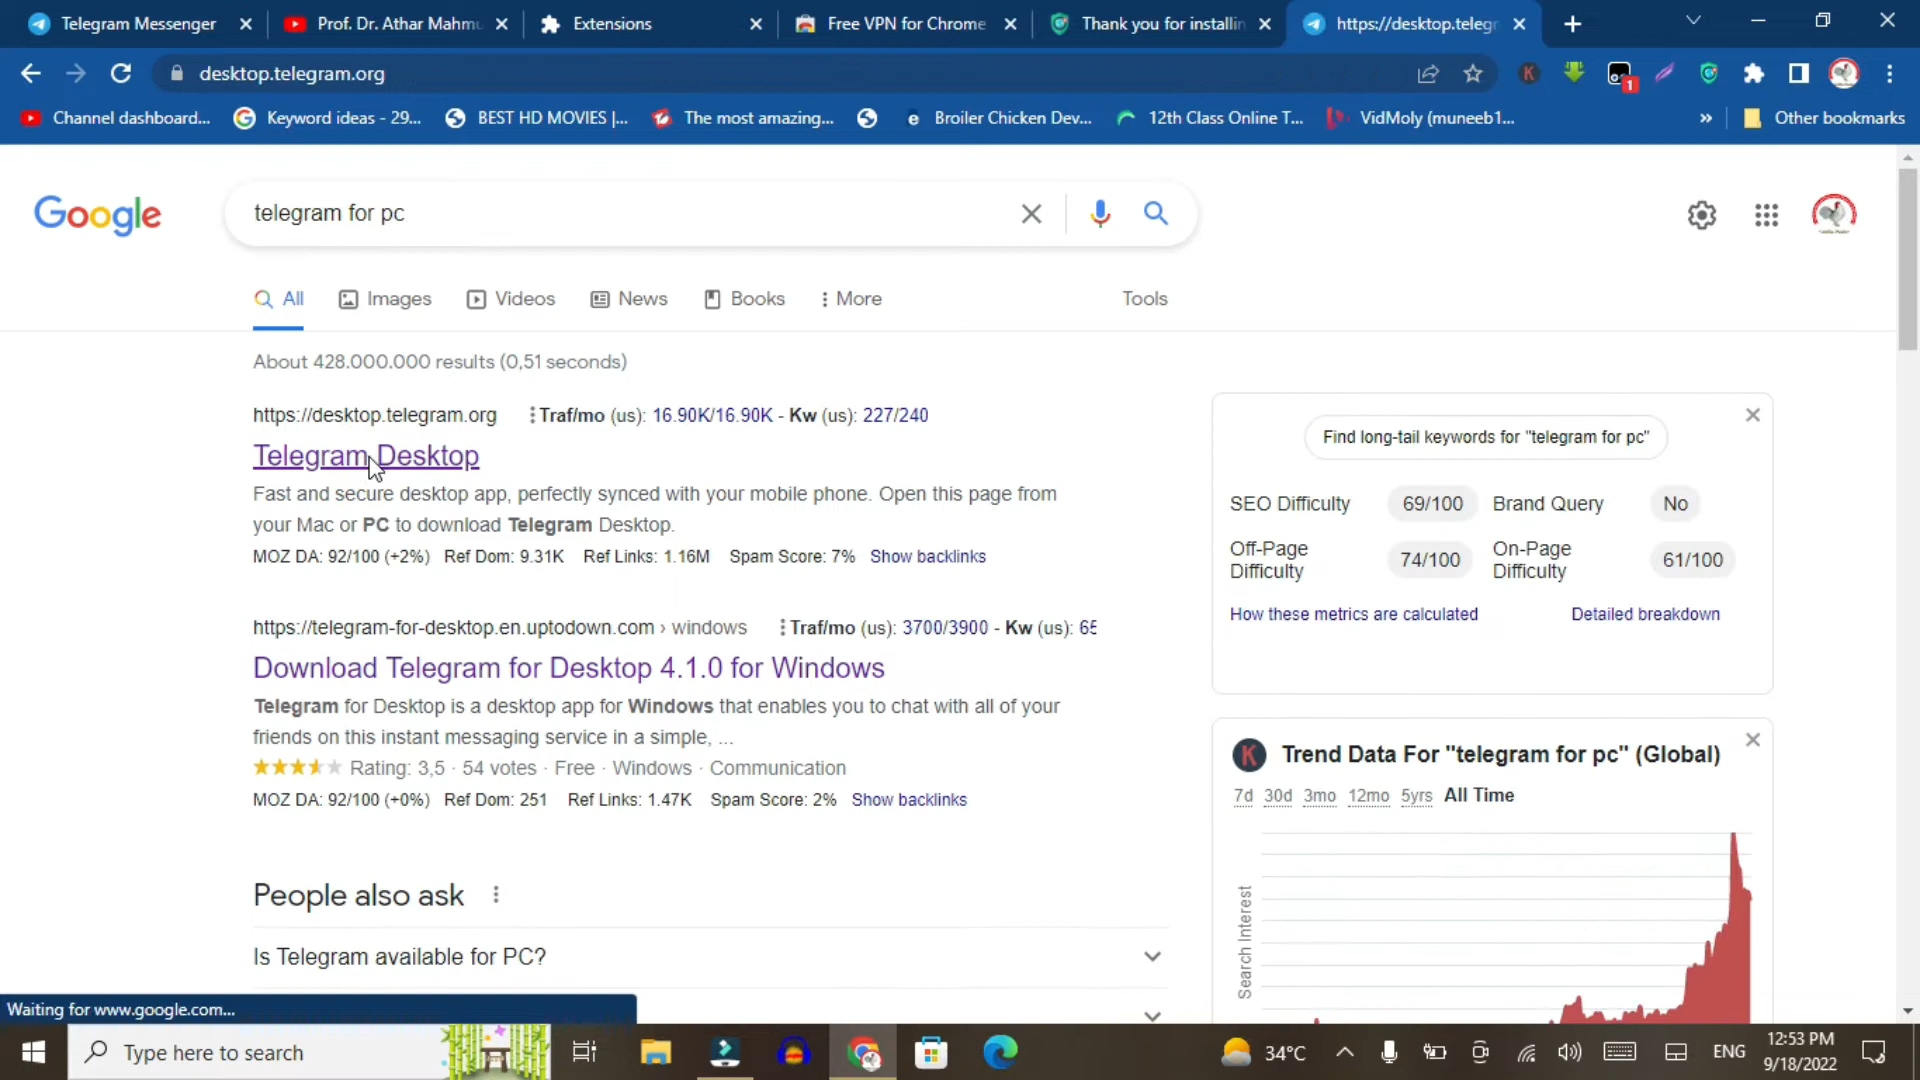 Telegram Messenger
Prof. Dr. Athar Mahmu
Extensions
Free VPN for Chrome
Thank you for installin
https://desktop.telegr
desktop.telegram.org
1
Channel dashboard...
Keyword ideas - 29...
BEST HD MOVIES |...
The most amazing...
Broiler Chicken Dev...
12th Class Online T...
VidMoly (muneeb1...
»
Other bookmarks
Google
telegram for pc
All
Images
Videos
News
Books
More
Tools
About 428.000.000 results (0,51 seconds)
https://desktop.telegram.org
Traf/mo (us): 16.90K/16.90K - Kw (us): 227/240
Telegram Desktop
Fast and secure desktop app, perfectly synced with your mobile phone. Open this page from
your Mac or PC to download Telegram Desktop.
MOZ DA: 92/100 (+2%) Ref Dom: 9.31K Ref Links: 1.16M Spam Score: 7% Show backlinks
https://telegram-for-desktop.en.uptodown.com › windows
Traf/mo (us): 3700/3900 - Kw (us): 65
Download Telegram for Desktop 4.1.0 for Windows
Telegram for Desktop is a desktop app for Windows that enables you to chat with all of your
friends on this instant messaging service in a simple, ...
Rating: 3,5 · 54 votes · Free · Windows · Communication
MOZ DA: 92/100 (+0%) Ref Dom: 251 Ref Links: 1.47K Spam Score: 2% Show backlinks
People also ask
Is Telegram available for PC?
Find long-tail keywords for "telegram for pc"
SEO Difficulty
69/100
Brand Query
No
Off-Page
Difficulty
74/100
On-Page
Difficulty
61/100
How these metrics are calculated
Detailed breakdown
K
Trend Data For "telegram for pc" (Global)
7d 30d 3mo 12mo 5yrs All Time
Search Interest
Waiting for www.google.com...
Type here to search
34°C
ENG
12:53 PM
9/18/2022